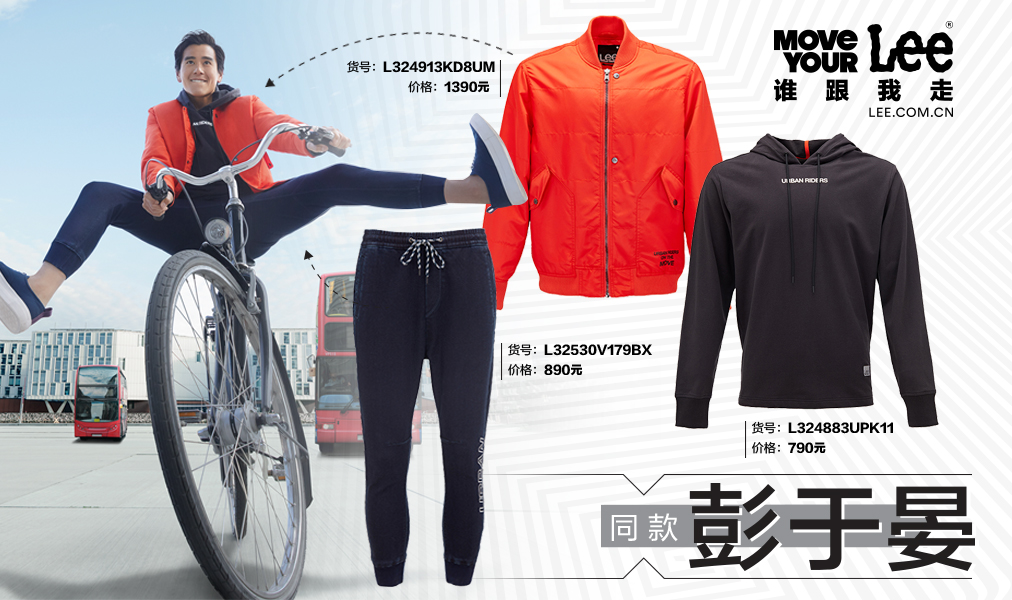 MOVE YOUR Lee®
谁跟我走
LEE.COM.CN
货号：L324913KD8UM
价格：1390元
Lee
URBAN RIDERS
货号：L32530V179BX
价格：890元
URBAN
货号：L324883UPK11
价格：790元
同款 彭于晏